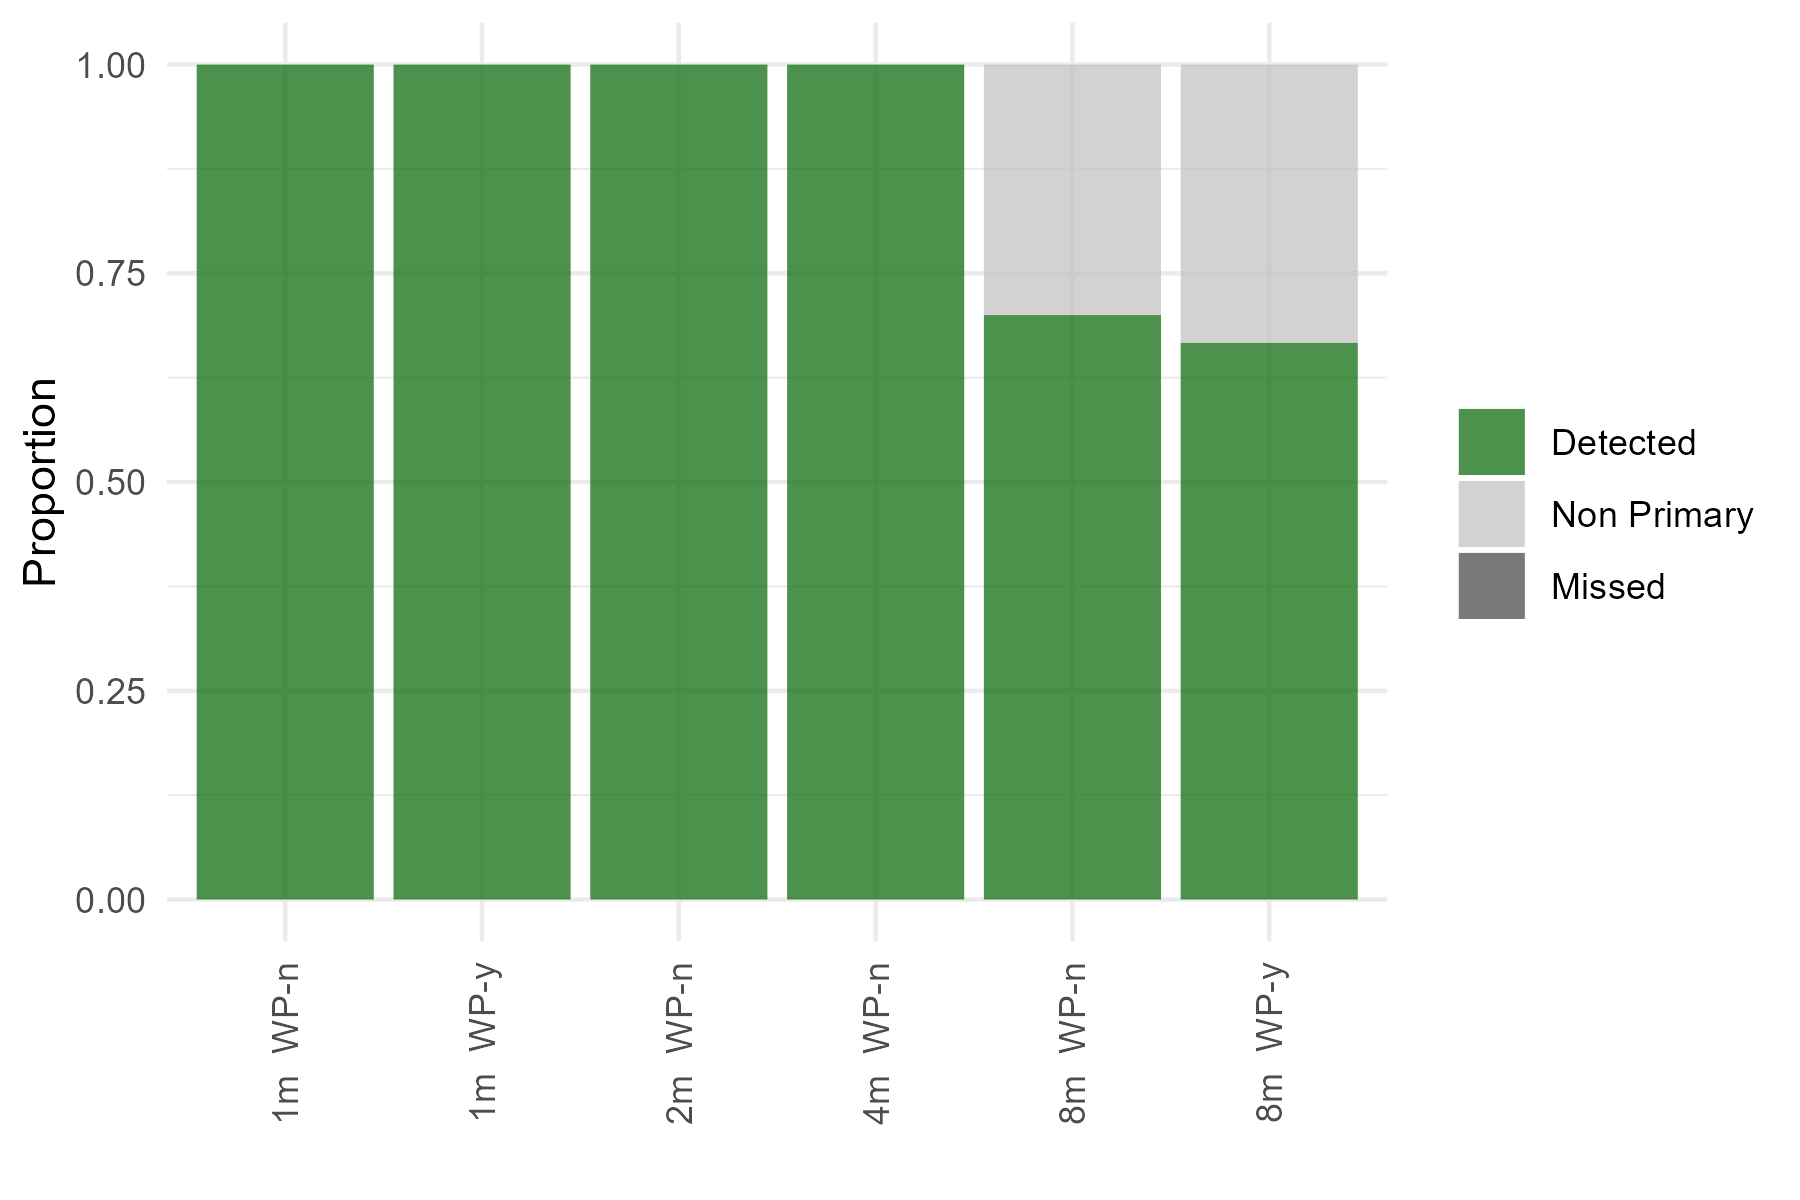 Proportion
1.00
0.75
0.50
0.25
0.00
1m WP-n
1m WP-y
2m WP-n
4m WP-n
8m WP-n
8m WP-y
Detected
Non Primary
Missed